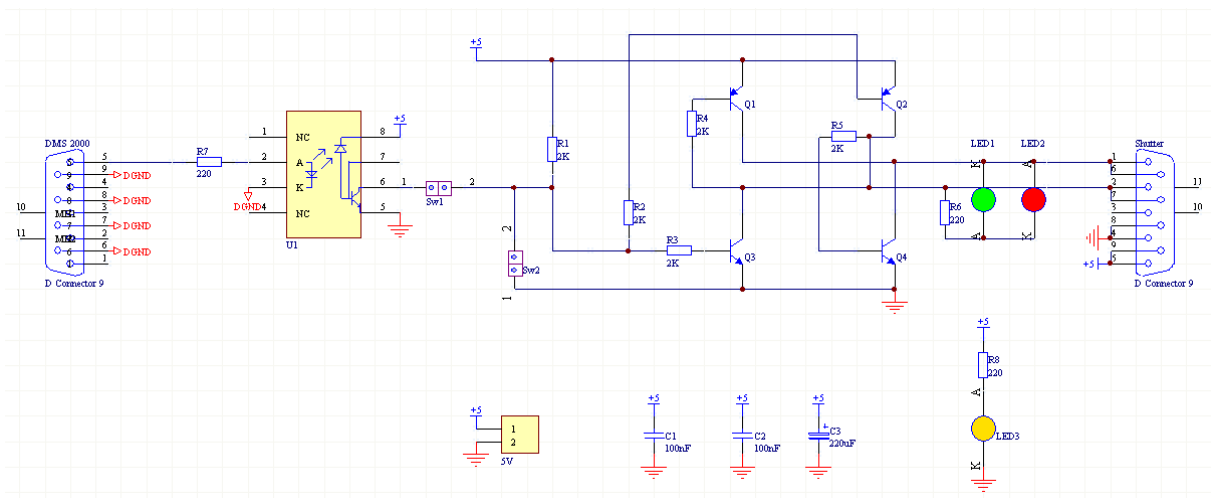 DMS 2000
5
9
4
8
3
7
2
6
1
10
11
DGND
DGND
DGND
DGND
D Connector 9
R7
220
1
2
3
4
DGND
NC
A
K
NC
U1
8
7
6
5
+5
1
2
Sw1
2
1
Sw2
+5
R1
2K
R2
2K
R3
2K
R4
2K
R5
2K
Q1
Q2
Q3
Q4
R6
220
LED1
K
A
LED2
A
K
Shutter
1
6
2
7
3
8
4
9
5
+5
11
10
D Connector 9
+5
R8
220
A
LED3
K
+5
1
2
5V
+5
C1
100nF
+5
C2
100nF
+5
+
C3
220uF